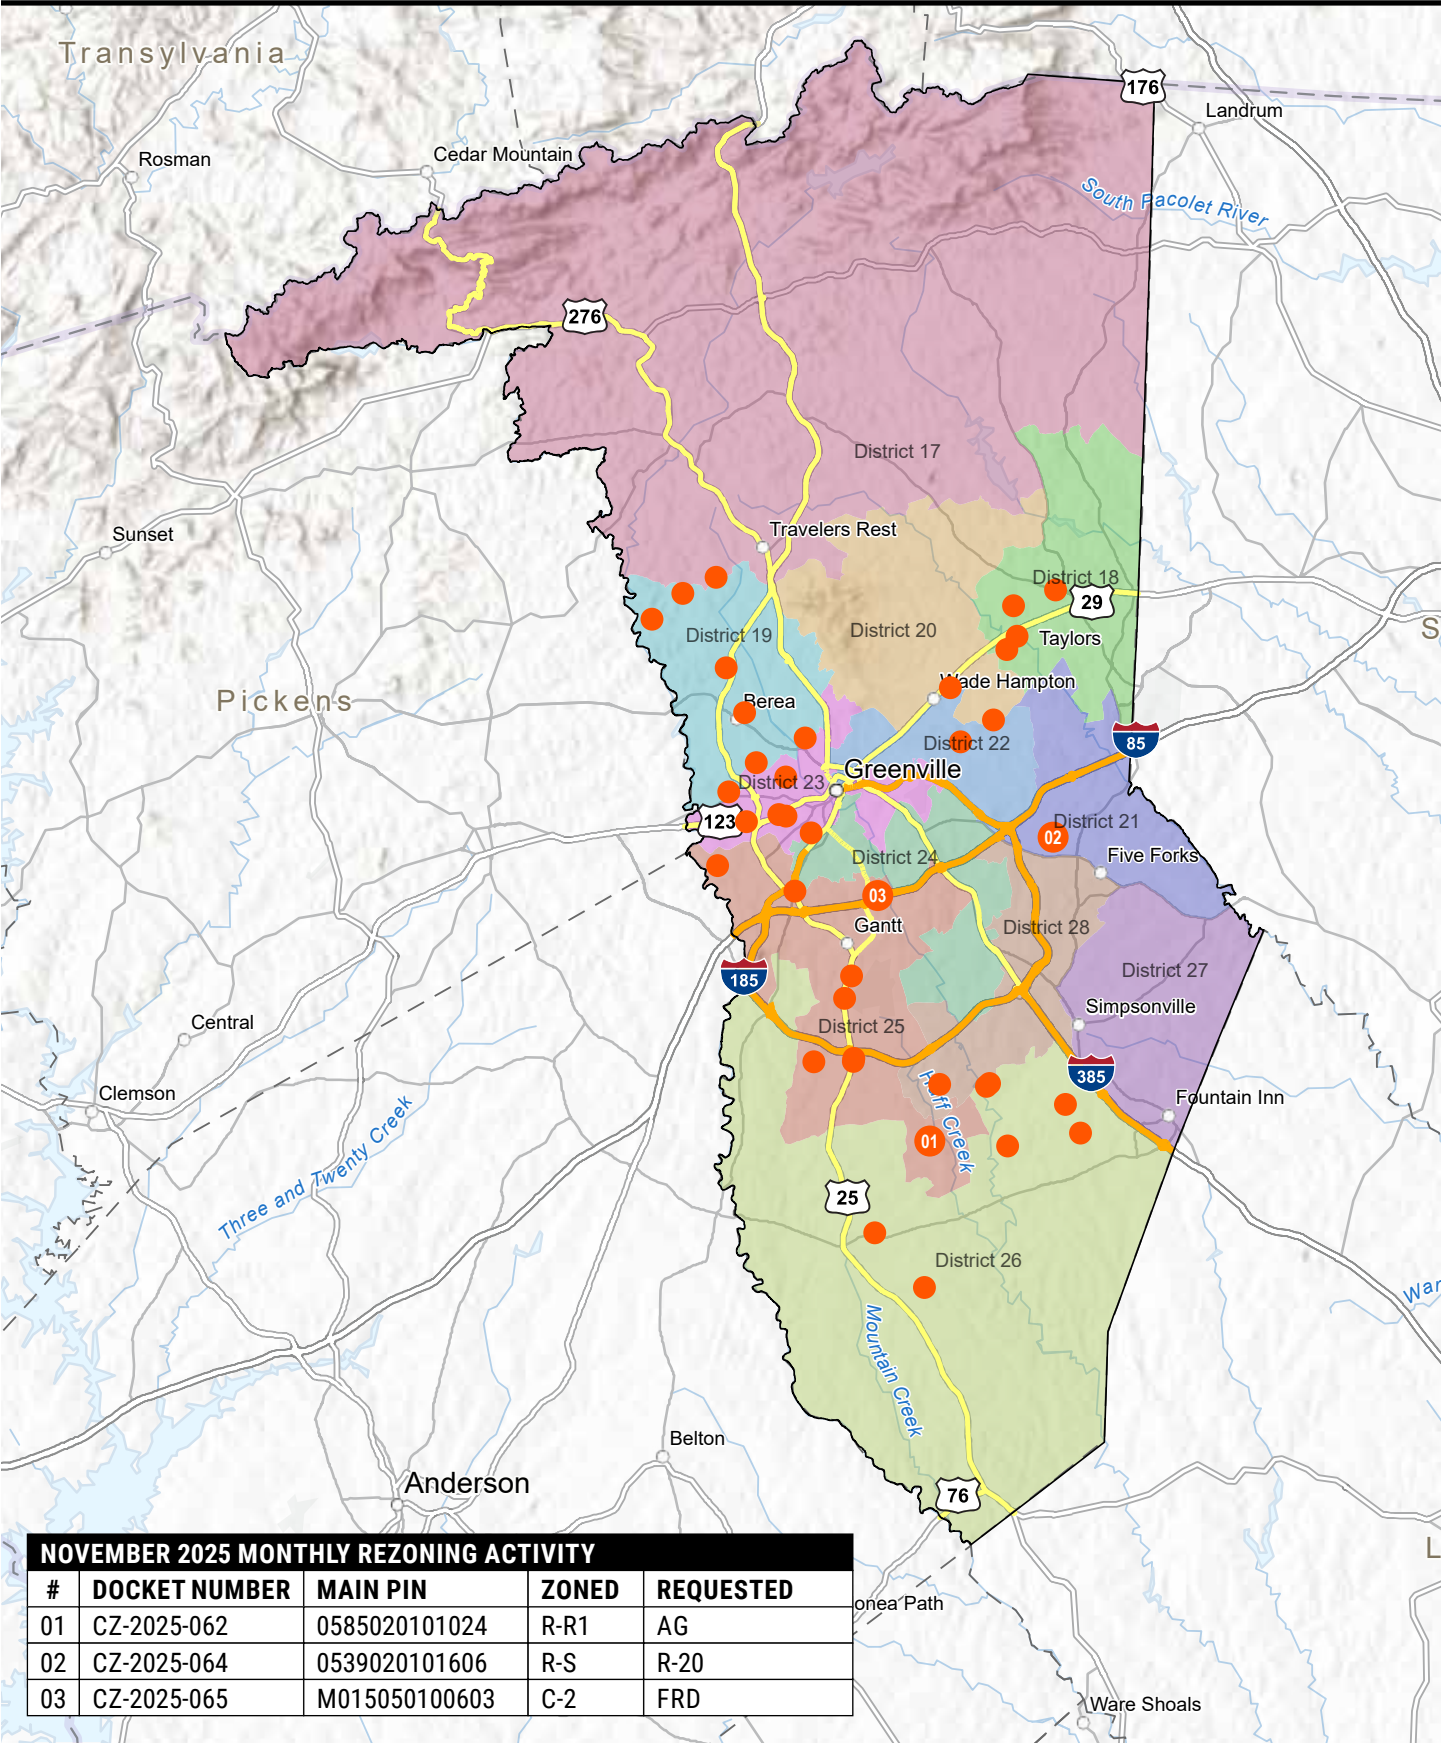 Transylvania
176
Landrum
Rosman
Cedar Mountain
South Pacolet River
276
District 17
Travelers Rest
Sunset
District 18
29
District 19
District 20
Taylors
Pickens
Wade Hampton
Berea
District 22
85
Greenville
District 23
123
District 21
02
Five Forks
District 24
03
Gantt
District 28
District 27
185
Simpsonville
Central
District 25
385
Clemson
Huff Creek
Fountain Inn
Three and Twenty Creek
01
25
District 26
Mountain Creek
Belton
Anderson
76
NOVEMBER 2025 MONTHLY REZONING ACTIVITY
# DOCKET NUMBER MAIN PIN ZONED REQUESTED
01 CZ-2025-062 0585020101024 R-R1 AG
02 CZ-2025-064 0539020101606 R-S R-20
03 CZ-2025-065 M015050100603 C-2 FRD
onea Path
Ware Shoals